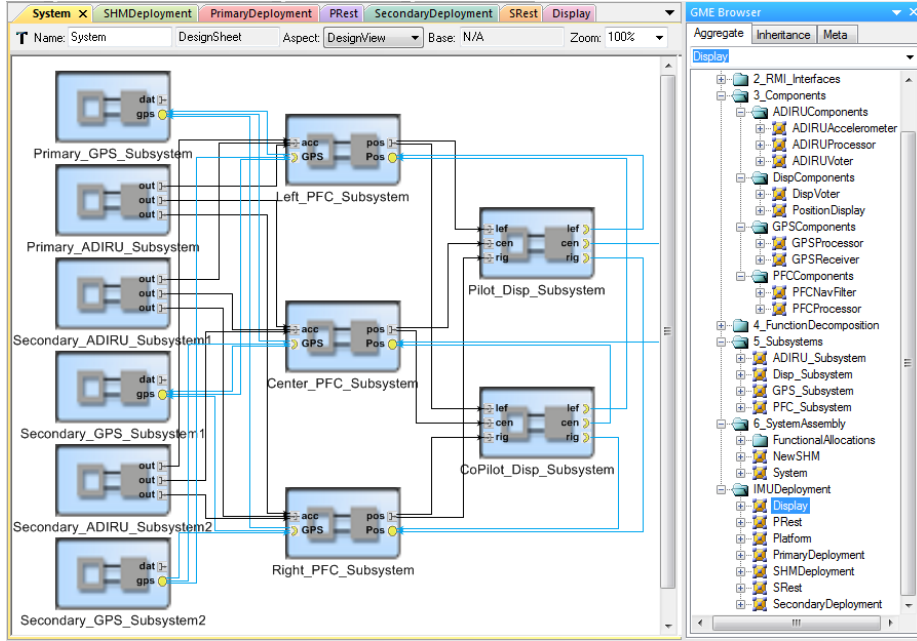 System × SHMDeployment PrimaryDeployment PRest SecondaryDeployment SRest Display
Name: System DesignSheet Aspect: DesignView Base: N/A Zoom: 100%
dat
gps
Primary_GPS_Subsystem
out
out
out
Primary_ADIRU_Subsystem
out
out
out
Secondary_ADIRU_Subsystem1
dat
gps
Secondary_GPS_Subsystem1
out
out
out
Secondary_ADIRU_Subsystem2
dat
gps
Secondary_GPS_Subsystem2
acc pos
GPS Pos
Left_PFC_Subsystem
acc pos
GPS Pos
Center_PFC_Subsystem
acc pos
GPS Pos
Right_PFC_Subsystem
lef lef
cen cen
rig rig
Pilot_Disp_Subsystem
lef lef
cen cen
rig rig
CoPilot_Disp_Subsystem
GME Browser
Aggregate Inheritance Meta
Display
2_RMI_Interfaces
3_Components
ADIRUComponents
ADIRUAccelerometer
ADIRUProcessor
ADIRUVoter
DispComponents
DispVoter
PositionDisplay
GPSComponents
GPSProcessor
GPSReceiver
PFCComponents
PFCNavFilter
PFCProcessor
4_FunctionDecomposition
5_Subsystems
ADIRU_Subsystem
Disp_Subsystem
GPS_Subsystem
PFC_Subsystem
6_SystemAssembly
FunctionalAllocations
NewSHM
System
IMUDeployment
Display
PRest
Platform
PrimaryDeployment
SHMDeployment
SRest
SecondaryDeployment